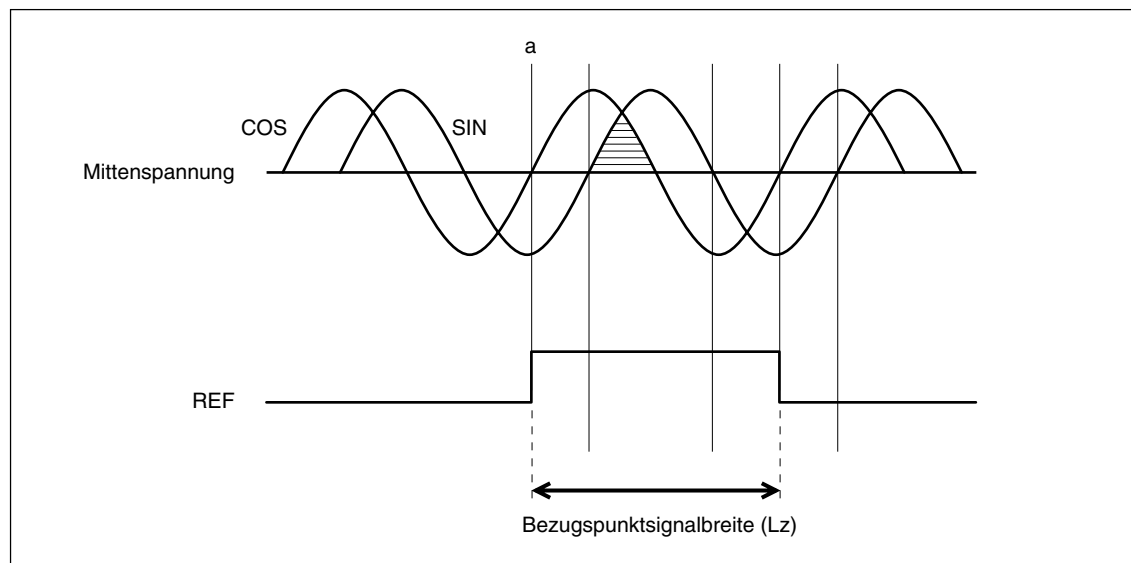 a
COS
SIN
Mittenspannung
REF
Bezugspunktsignalbreite (Lz)